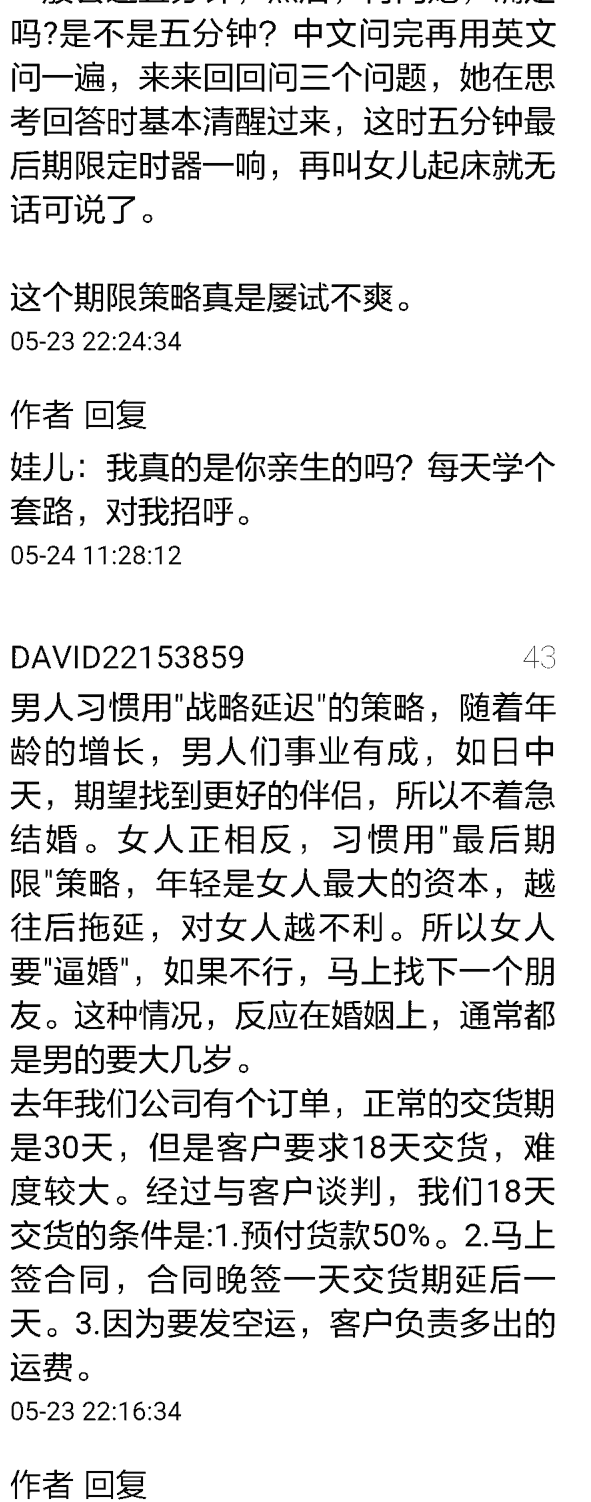 吗?是不是五分钟？中文问完再用英文
问一遍，来来回回问三个问题，她在思
考回答时基本清醒过来，这时五分钟最
后期限定时器一响，再叫女儿起床就无
话可说了。
这个期限策略真是屡试不爽。
05-23 22:24:34
作者 回复
娃儿：我真的是你亲生的吗？每天学个
套路，对我招呼。
05-24 11:28:12
DAVID22153859 43
男人习惯用"战略延迟"的策略，随着年
龄的增长，男人们事业有成，如日中
天，期望找到更好的伴侣，所以不着急
结婚。女人正相反，习惯用"最后期
限"策略，年轻是女人最大的资本，越
往后拖延，对女人越不利。所以女人
要"逼婚"，如果不行，马上找下一个朋
友。这种情况，反应在婚姻上，通常都
是男的要大几岁。
去年我们公司有个订单，正常的交货期
是30天，但是客户要求18天交货，难
度较大。经过与客户谈判，我们18天
交货的条件是:1.预付货款50%。2.马上
签合同，合同晚签一天交货期延后一
天。3.因为要发空运，客户负责多出的
运费。
05-23 22:16:34
作者 回复